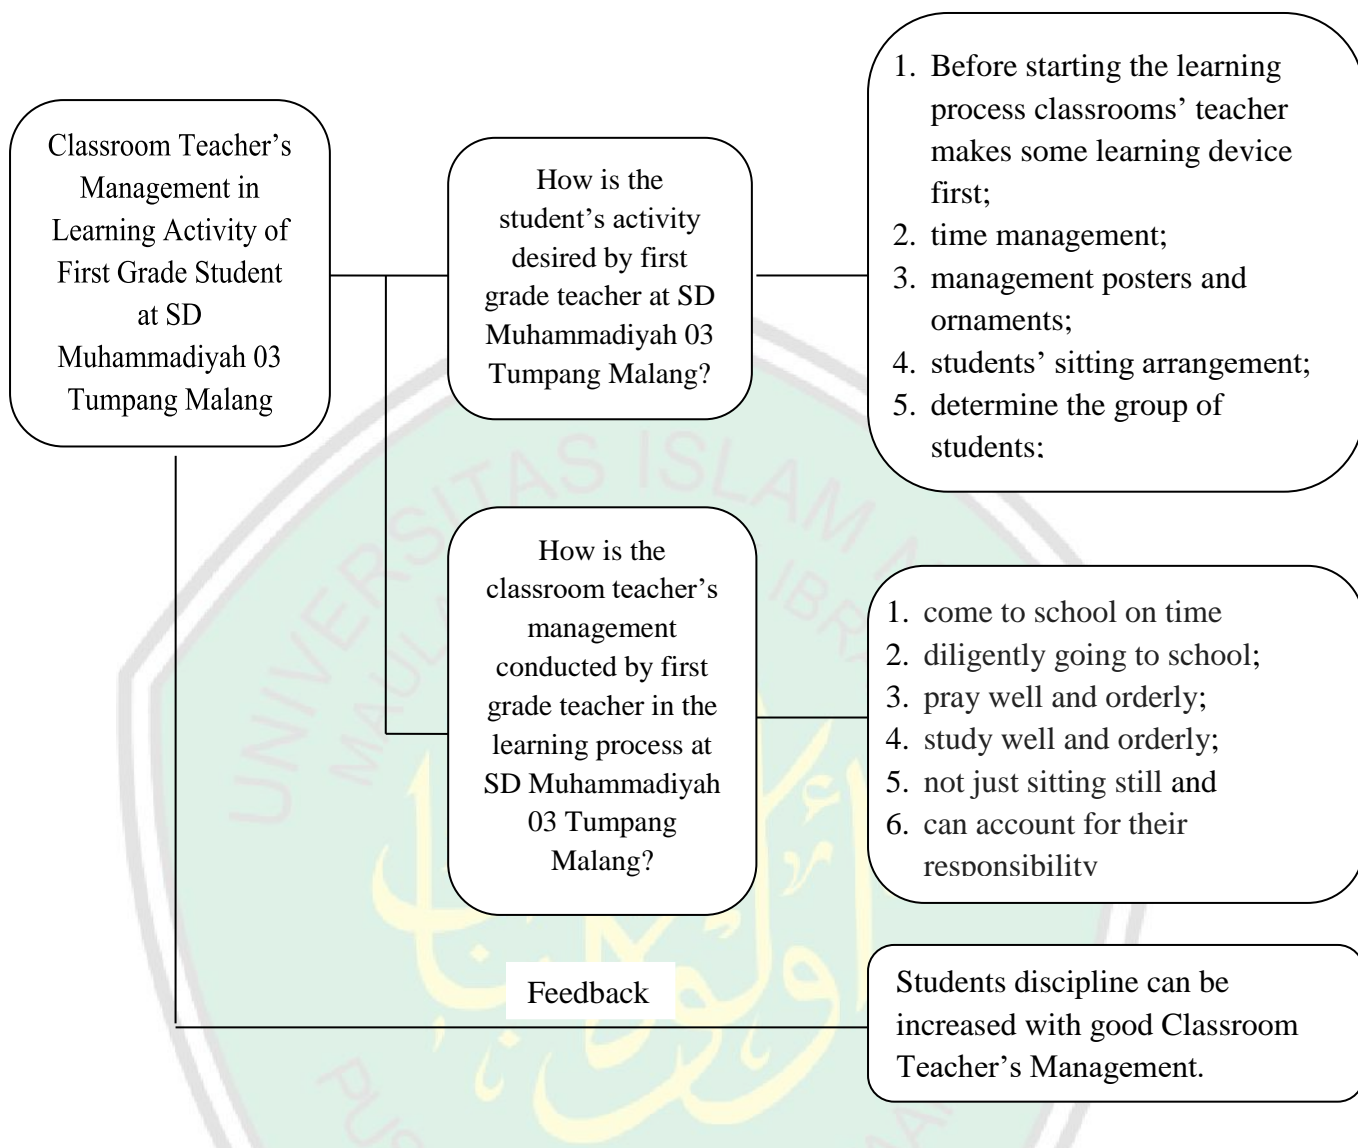 Classroom Teacher’s
Management in
Learning Activity of
First Grade Student
at SD
Muhammadiyah 03
Tumpang Malang
How is the
student’s activity
desired by first
grade teacher at SD
Muhammadiyah 03
Tumpang Malang?
1. Before starting the learning
process classrooms’ teacher
makes some learning device
first;
2. time management;
3. management posters and
ornaments;
4. students’ sitting arrangement;
5. determine the group of
students;
How is the
classroom teacher’s
management
conducted by first
grade teacher in the
learning process at
SD Muhammadiyah
03 Tumpang
Malang?
1. come to school on time
2. diligently going to school;
3. pray well and orderly;
4. study well and orderly;
5. not just sitting still and
6. can account for their
responsibility
Feedback
Students discipline can be
increased with good Classroom
Teacher’s Management.
UNIVERSITAS ISLAM